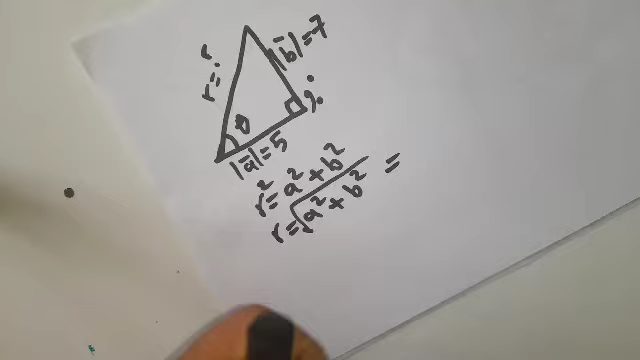 r = ?
|b̄| = 7
θ
|ā| = 5
r² = a² + b²
r = √a² + b² =